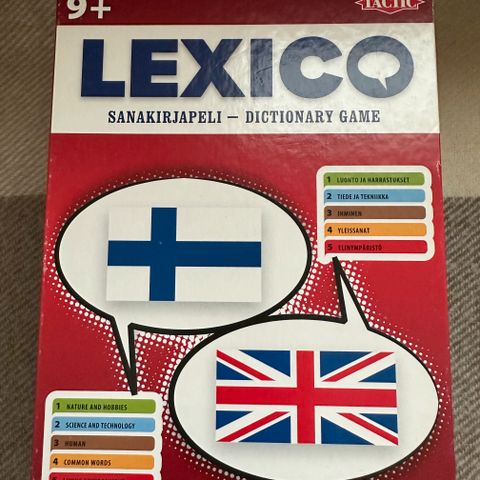 9+
TACTIC
LEXICO
SANAKIRJAPELI — DICTIONARY GAME
1 LUONTO JA HARRASTUKSET
2 TIEDE JA TEKNIIKKA
3 IHMINEN
4 YLEISSANAT
5 ELINYMPÄRISTÖ
1 NATURE AND HOBBIES
2 SCIENCE AND TECHNOLOGY
3 HUMAN
4 COMMON WORDS